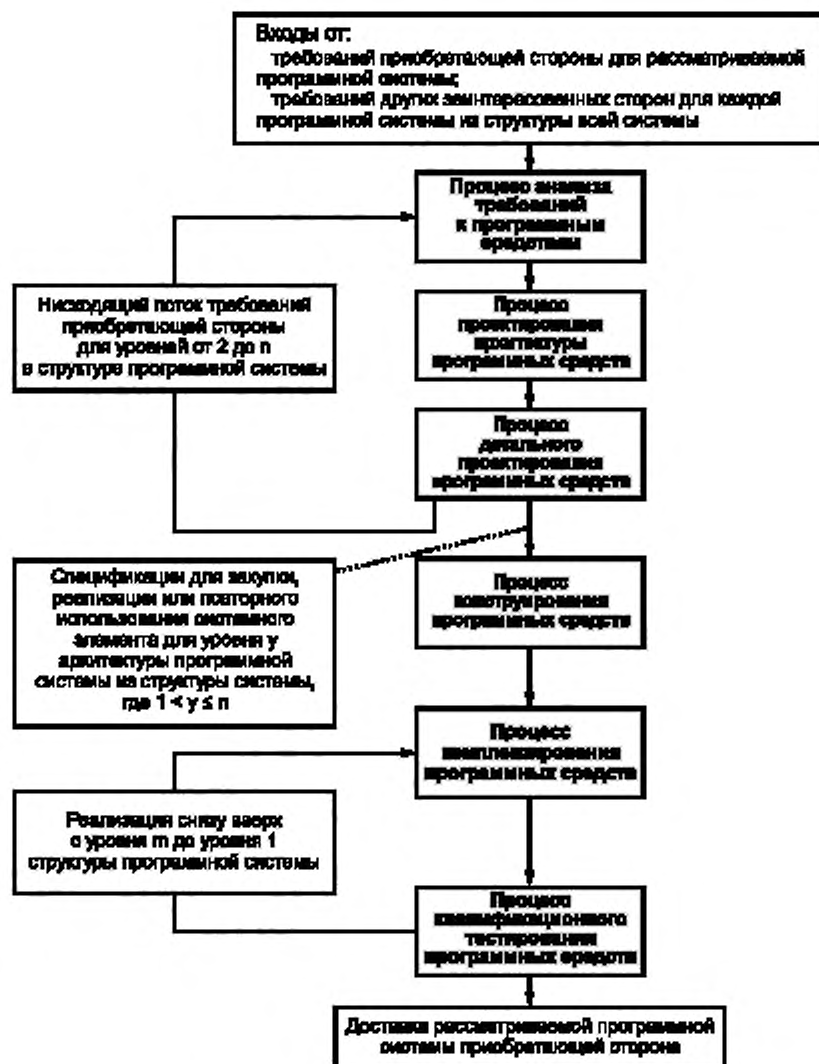 Входы от:
требований приобретающей стороны для рассматриваемой
програминой системы;
требований других заинтересованных сторон для каждой
програминой системы из структуры всей системы
Процесс анализа
требований
к программным
средствам
Нисходящий поток требований
приобретающей стороны
для уровней от 2 до n
в структуре программной системы
Процесс
проектирования
архитектуры
программных средств
Процесс
детального
проектирования
программных средств
Спецификации для закупки,
реализации или повторного
использования системного
элемента для уровня y
архитектуры программной
системы из структуры системы,
где 1 < y ≤ n
Процесс
конструирования
программных средств
Процесс
комплексирования
программных средств
Реализация снизу вверх
с уровня m до уровня 1
структуры программной системы
Процесс
квалификационного
тестирования
программных средств
Доставка рассматриваемой программной
системы приобретающей стороне